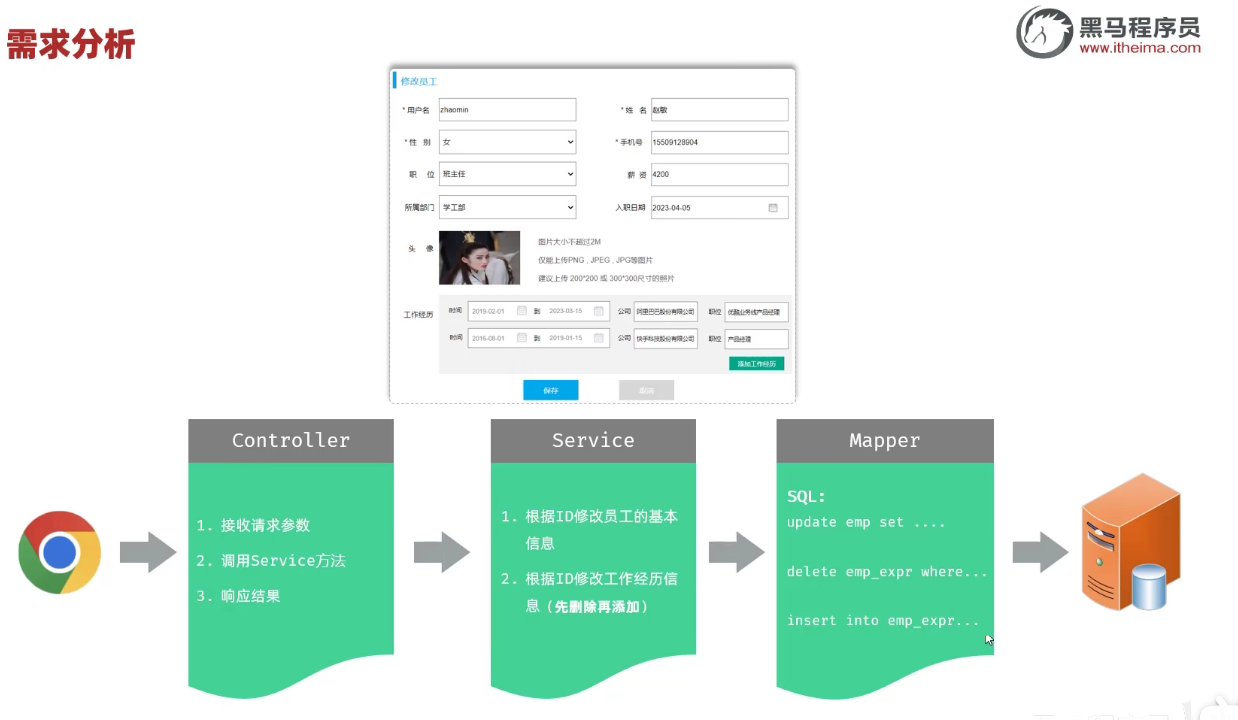 需求分析
黑马程序员
www.itheima.com
修改员工
* 用户名 zhaomin * 姓 名 赵敏
* 性 别 女 * 手机号 15509128904
职 位 班主任 薪 资 4200
所属部门 学工部 入职日期 2023-04-05
头 像
图片大小不超过2M
仅能上传PNG , JPEG , JPG等图片
建议上传 200*200 或 300*300尺寸的照片
工作经历 时间 2019-02-01 到 2023-03-15 公司 阿里巴巴股份有限公司 职位 优酷业务线产品经理
时间 2016-08-01 到 2019-01-15 公司 快手科技股份有限公司 职位 产品经理
添加工作经历
保存 取消
Controller
1. 接收请求参数
2. 调用Service方法
3. 响应结果
Service
1. 根据ID修改员工的基本
信息
2. 根据ID修改工作经历信
息（先删除再添加）
Mapper
SQL:
update emp set ....
delete emp_expr where...
insert into emp_expr...